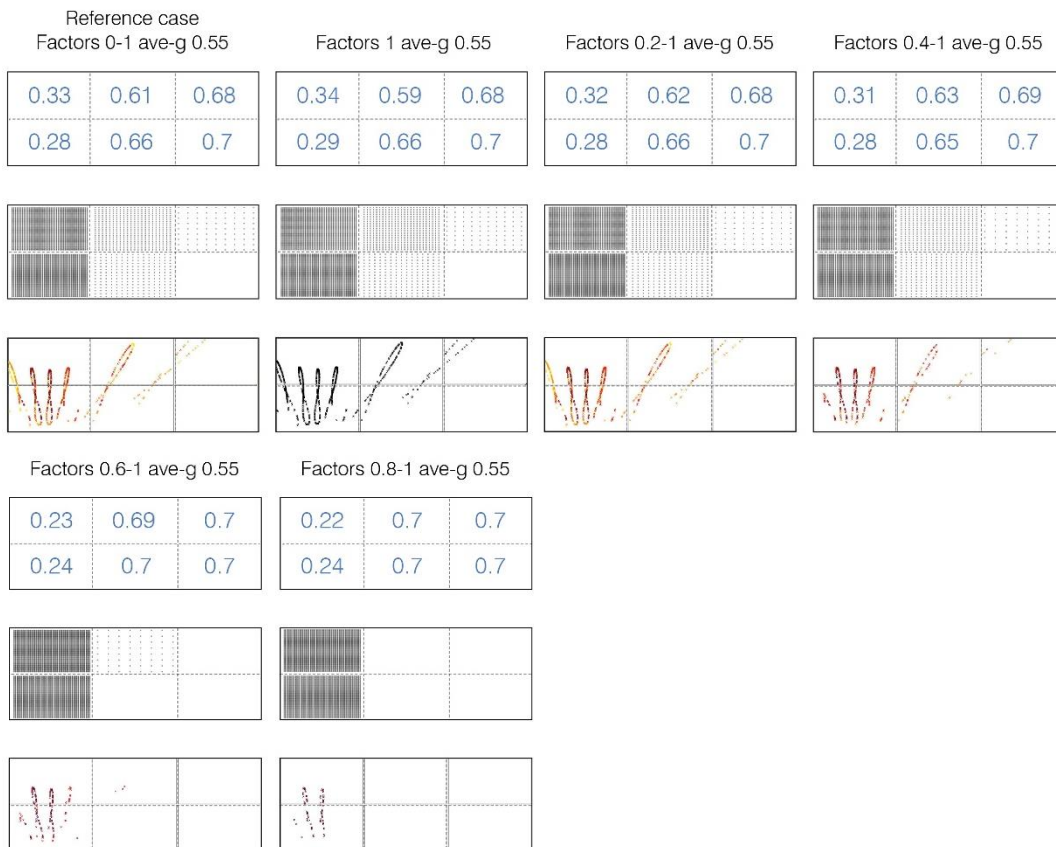 Reference case
Factors 0-1 ave-g 0.55
Factors 1 ave-g 0.55
Factors 0.2-1 ave-g 0.55
Factors 0.4-1 ave-g 0.55
0.33 0.61 0.68
0.28 0.66 0.7
0.34 0.59 0.68
0.29 0.66 0.7
0.32 0.62 0.68
0.28 0.66 0.7
0.31 0.63 0.69
0.28 0.65 0.7
Factors 0.6-1 ave-g 0.55
Factors 0.8-1 ave-g 0.55
0.23 0.69 0.7
0.24 0.7 0.7
0.22 0.7 0.7
0.24 0.7 0.7